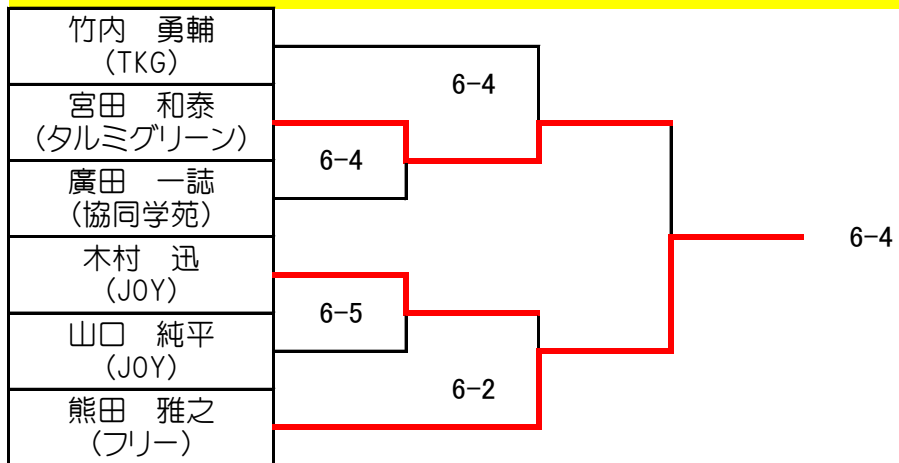 竹内　勇輔
(TKG)
宮田　和泰
(タルミグリーン)
廣田　一誌
(協同学苑)
木村　迅
(JOY)
山口　純平
(JOY)
熊田　雅之
(フリー)
6-4
6-4
6-5
6-2
6-4